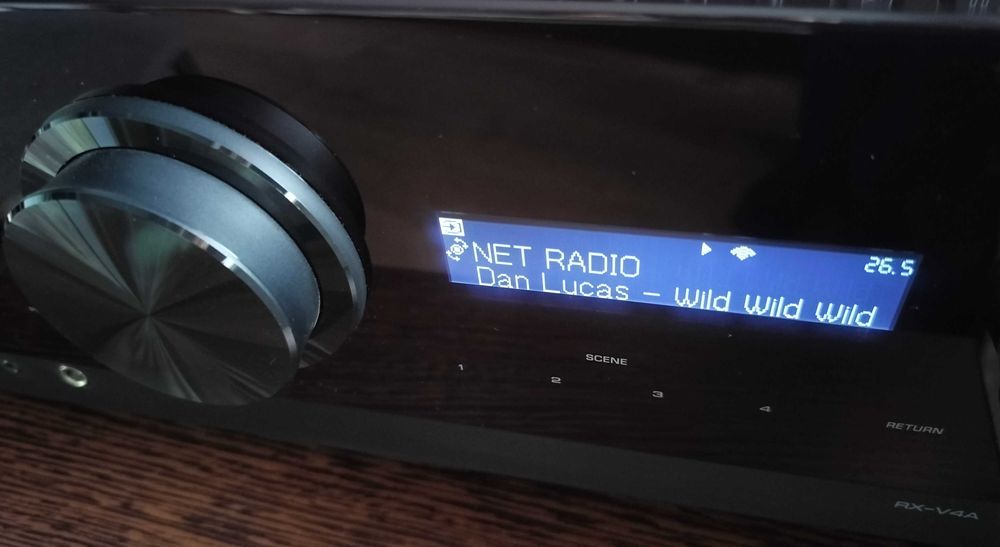 26.5
NET RADIO
Dan Lucas - Wild Wild Wild
SCENE
1 2 3 4
RETURN
RX-V4A